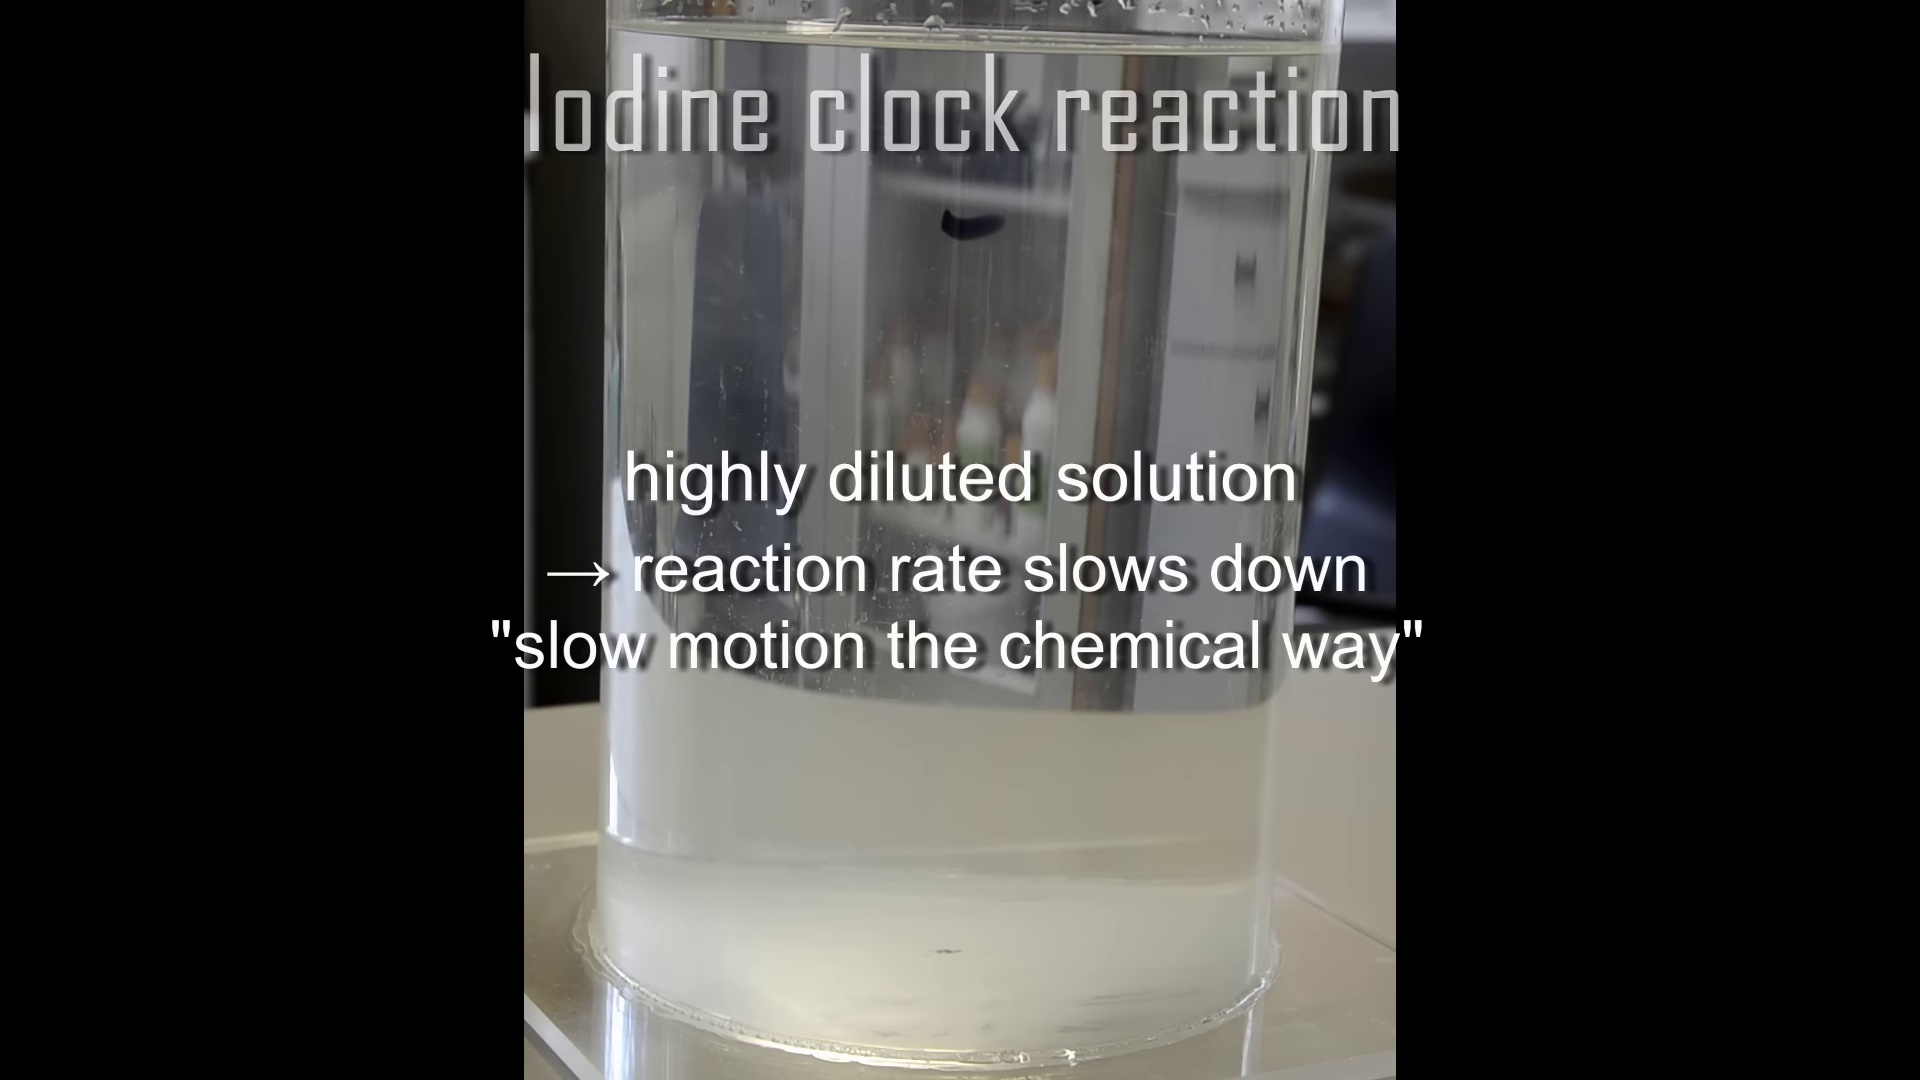 Iodine clock reaction
highly diluted solution
→ reaction rate slows down
"slow motion the chemical way"